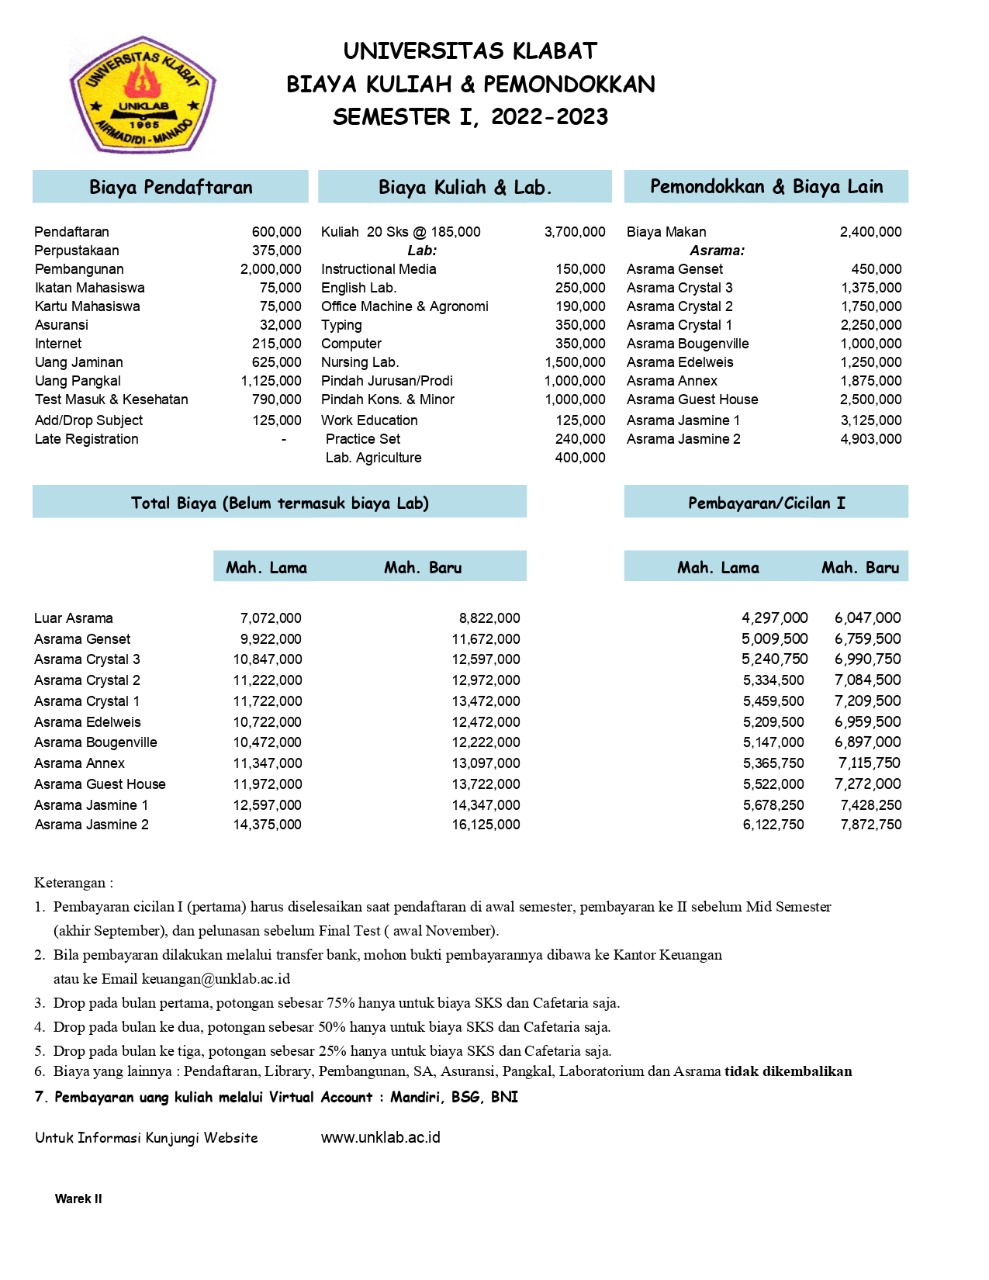 UNIVERSITAS KLABAT
UNKLAB
1965
AIRMADIDI - MANADO
UNIVERSITAS KLABAT
BIAYA KULIAH & PEMONDOKKAN
SEMESTER I, 2022-2023
Biaya Pendaftaran Biaya Kuliah & Lab. Pemondokkan & Biaya Lain
Pendaftaran 600,000 Kuliah 20 Sks @ 185,000 3,700,000 Biaya Makan 2,400,000
Perpustakaan 375,000 Lab: Asrama:
Pembangunan 2,000,000 Instructional Media 150,000 Asrama Genset 450,000
Ikatan Mahasiswa 75,000 English Lab. 250,000 Asrama Crystal 3 1,375,000
Kartu Mahasiswa 75,000 Office Machine & Agronomi 190,000 Asrama Crystal 2 1,750,000
Asuransi 32,000 Typing 350,000 Asrama Crystal 1 2,250,000
Internet 215,000 Computer 350,000 Asrama Bougenville 1,000,000
Uang Jaminan 625,000 Nursing Lab. 1,500,000 Asrama Edelweis 1,250,000
Uang Pangkal 1,125,000 Pindah Jurusan/Prodi 1,000,000 Asrama Annex 1,875,000
Test Masuk & Kesehatan 790,000 Pindah Kons. & Minor 1,000,000 Asrama Guest House 2,500,000
Add/Drop Subject 125,000 Work Education 125,000 Asrama Jasmine 1 3,125,000
Late Registration - Practice Set 240,000 Asrama Jasmine 2 4,903,000
Lab. Agriculture 400,000
Total Biaya (Belum termasuk biaya Lab) Pembayaran/Cicilan I
Mah. Lama Mah. Baru Mah. Lama Mah. Baru
Luar Asrama 7,072,000 8,822,000 4,297,000 6,047,000
Asrama Genset 9,922,000 11,672,000 5,009,500 6,759,500
Asrama Crystal 3 10,847,000 12,597,000 5,240,750 6,990,750
Asrama Crystal 2 11,222,000 12,972,000 5,334,500 7,084,500
Asrama Crystal 1 11,722,000 13,472,000 5,459,500 7,209,500
Asrama Edelweis 10,722,000 12,472,000 5,209,500 6,959,500
Asrama Bougenville 10,472,000 12,222,000 5,147,000 6,897,000
Asrama Annex 11,347,000 13,097,000 5,365,750 7,115,750
Asrama Guest House 11,972,000 13,722,000 5,522,000 7,272,000
Asrama Jasmine 1 12,597,000 14,347,000 5,678,250 7,428,250
Asrama Jasmine 2 14,375,000 16,125,000 6,122,750 7,872,750
Keterangan :
1. Pembayaran cicilan I (pertama) harus diselesaikan saat pendaftaran di awal semester, pembayaran ke II sebelum Mid Semester
(akhir September), dan pelunasan sebelum Final Test ( awal November).
2. Bila pembayaran dilakukan melalui transfer bank, mohon bukti pembayarannya dibawa ke Kantor Keuangan
atau ke Email keuangan@unklab.ac.id
3. Drop pada bulan pertama, potongan sebesar 75% hanya untuk biaya SKS dan Cafetaria saja.
4. Drop pada bulan ke dua, potongan sebesar 50% hanya untuk biaya SKS dan Cafetaria saja.
5. Drop pada bulan ke tiga, potongan sebesar 25% hanya untuk biaya SKS dan Cafetaria saja.
6. Biaya yang lainnya : Pendaftaran, Library, Pembangunan, SA, Asuransi, Pangkal, Laboratorium dan Asrama tidak dikembalikan
7. Pembayaran uang kuliah melalui Virtual Account : Mandiri, BSG, BNI
Untuk Informasi Kunjungi Website www.unklab.ac.id
Warek II